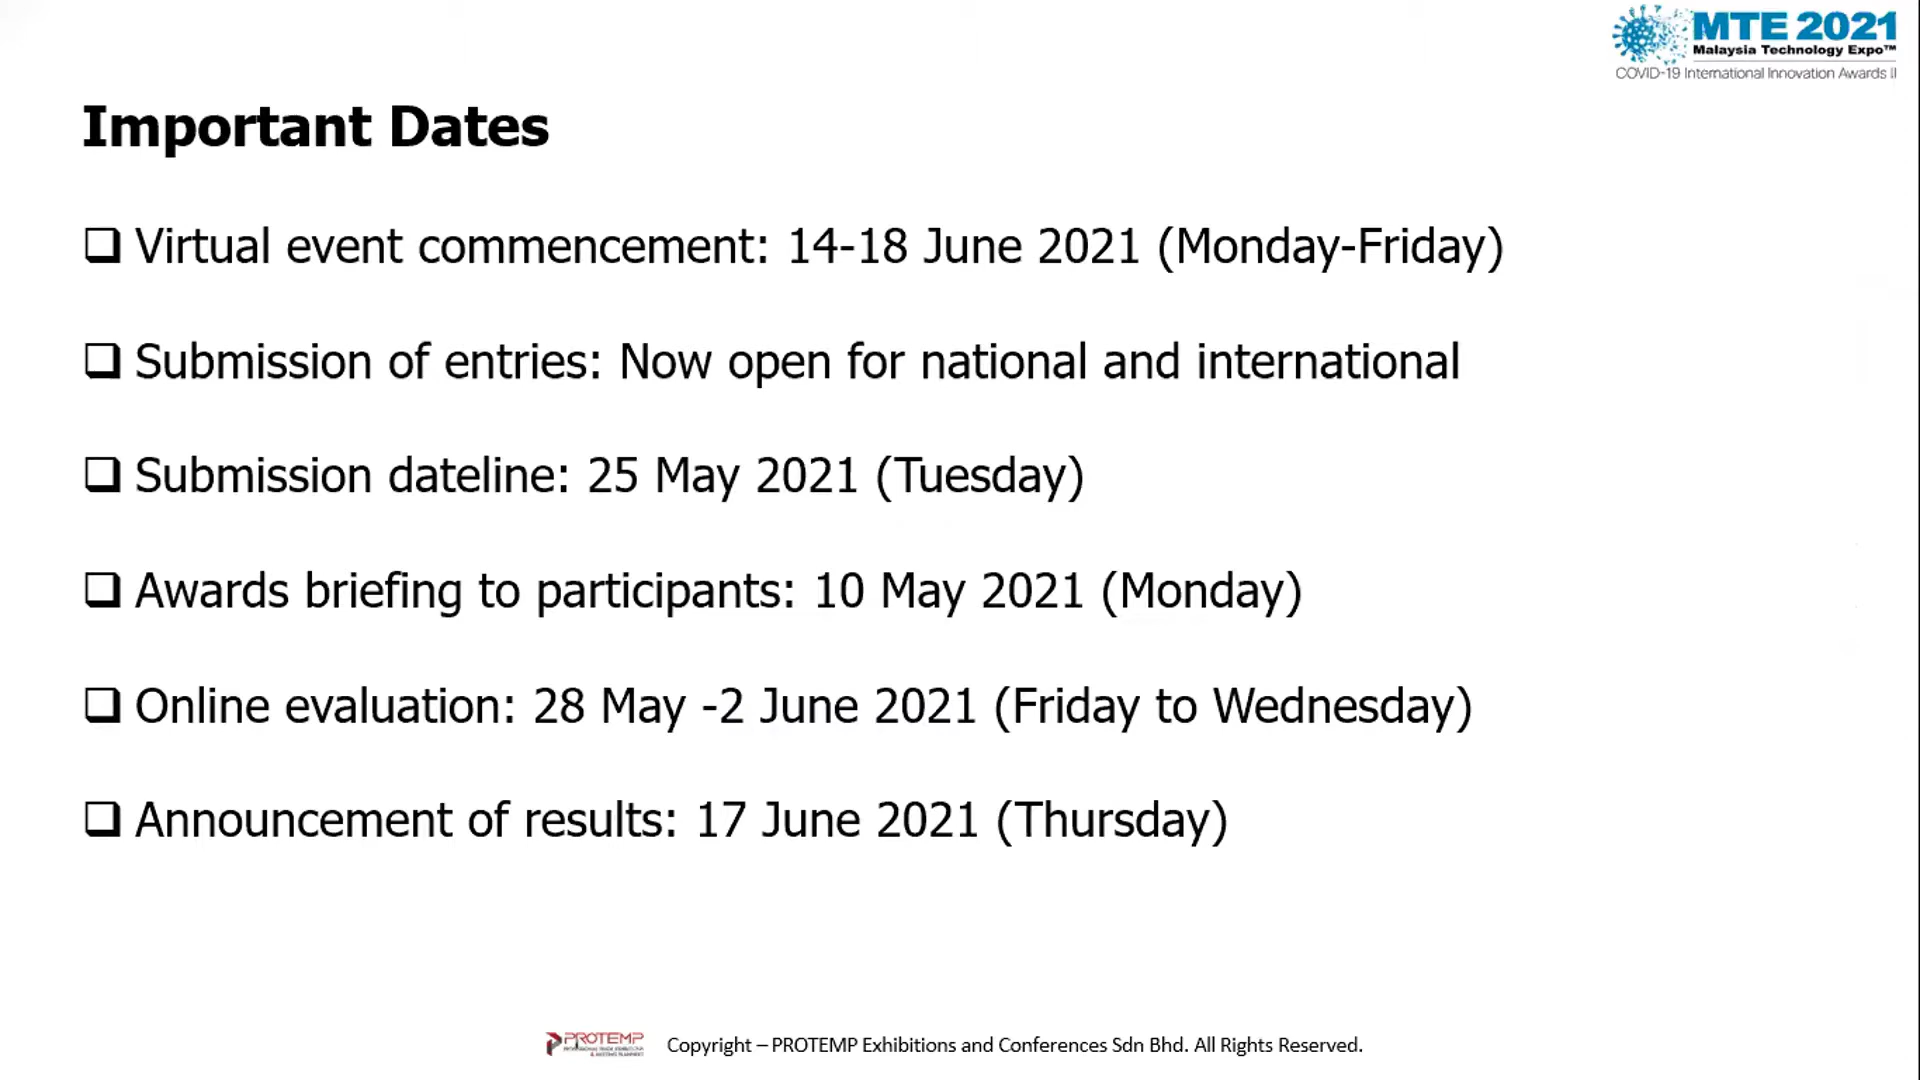 MTE 2021
Malaysia Technology Expo™
COVID-19 International Innovation Awards II
Important Dates
Virtual event commencement: 14-18 June 2021 (Monday-Friday)
Submission of entries: Now open for national and international
Submission dateline: 25 May 2021 (Tuesday)
Awards briefing to participants: 10 May 2021 (Monday)
Online evaluation: 28 May -2 June 2021 (Friday to Wednesday)
Announcement of results: 17 June 2021 (Thursday)
PROTEMP
Copyright – PROTEMP Exhibitions and Conferences Sdn Bhd. All Rights Reserved.